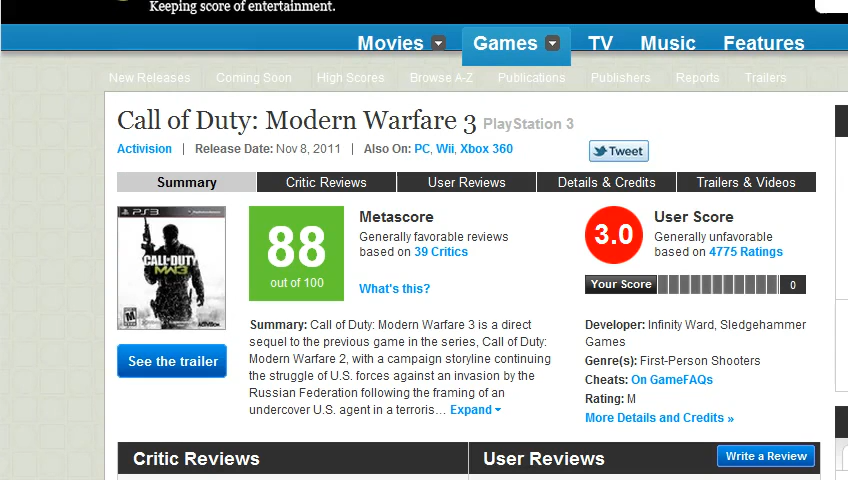 Keeping score of entertainment.
Movies Games TV Music Features
New Releases Coming Soon High Scores Browse A-Z Publications Publishers Reports Trailers
Call of Duty: Modern Warfare 3 PlayStation 3
Activision | Release Date: Nov 8, 2011 | Also On: PC, Wii, Xbox 360
Tweet
Summary Critic Reviews User Reviews Details & Credits Trailers & Videos
PS3
CALL OF DUTY
MW3
M
ACTIVISION
See the trailer
88
out of 100
Metascore
Generally favorable reviews
based on 39 Critics
What's this?
3.0
User Score
Generally unfavorable
based on 4775 Ratings
Your Score 0
Summary: Call of Duty: Modern Warfare 3 is a direct
sequel to the previous game in the series, Call of Duty:
Modern Warfare 2, with a campaign storyline continuing
the struggle of U.S. forces against an invasion by the
Russian Federation following the framing of an
undercover U.S. agent in a terroris... Expand
Developer: Infinity Ward, Sledgehammer
Games
Genre(s): First-Person Shooters
Cheats: On GameFAQs
Rating: M
More Details and Credits »
Critic Reviews
User Reviews
Write a Review